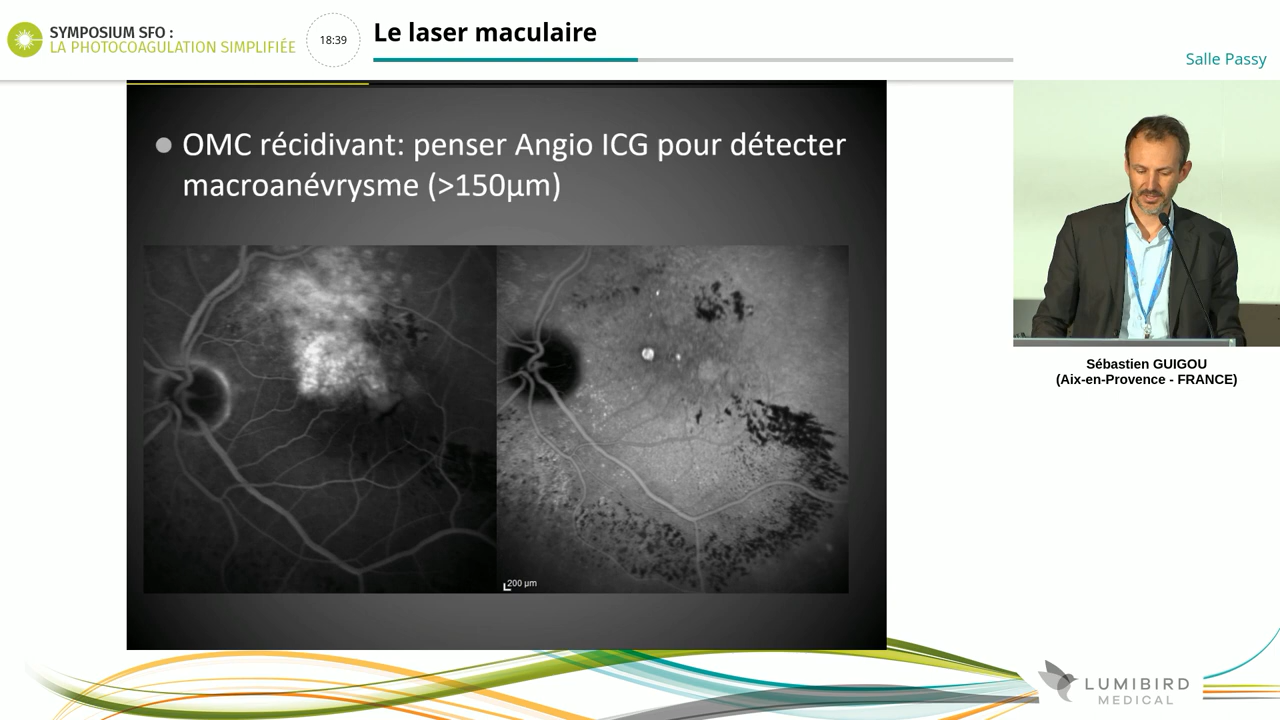 SYMPOSIUM SFO :
LA PHOTOCOAGULATION SIMPLIFIÉE
18:39
Le laser maculaire
Salle Passy
OMC récidivant: penser Angio ICG pour détecter
macroanévrysme (>150µm)
200 µm
Sébastien GUIGOU
(Aix-en-Provence - FRANCE)
LUMIBIRD
MEDICAL